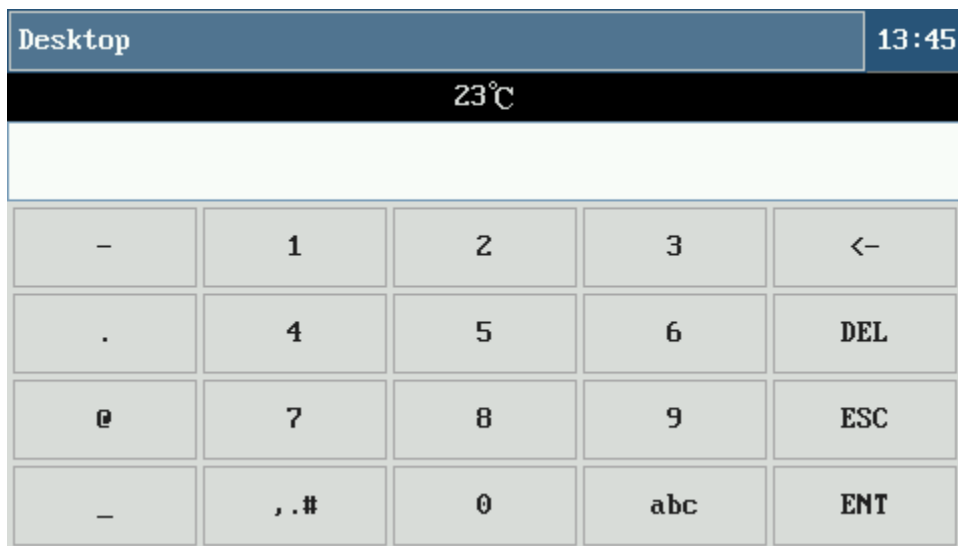 Desktop 13:45
23℃
- 1 2 3 <-
. 4 5 6 DEL
@ 7 8 9 ESC
_ ,.# 0 abc ENT